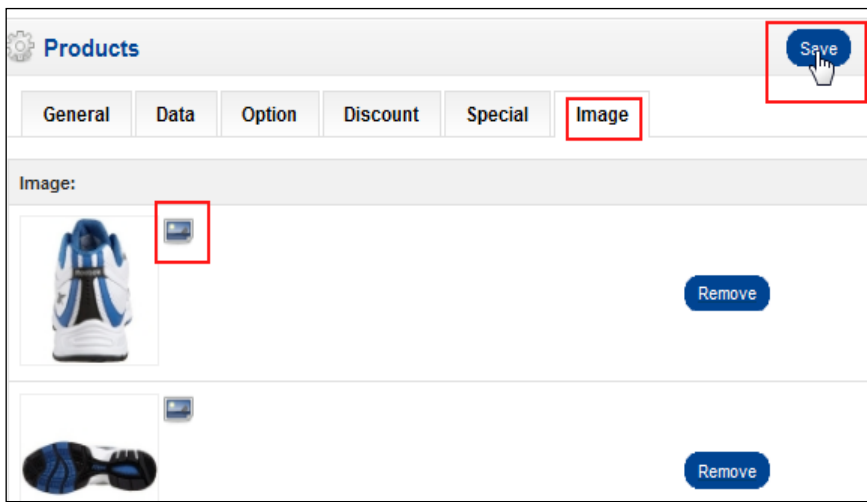 Products
Save
General Data Option Discount Special Image
Image:
Remove
Remove